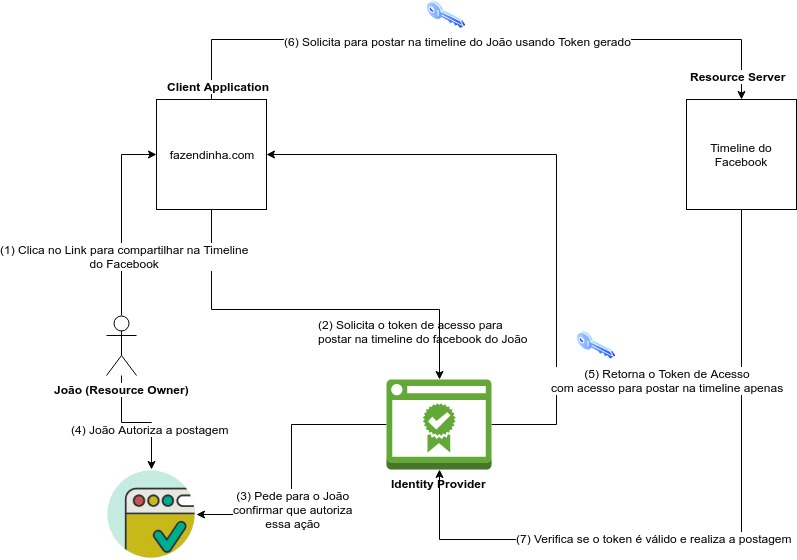 (6) Solicita para postar na timeline do João usando Token gerado
Client Application
Resource Server
fazendinha.com
Timeline do
Facebook
(1) Clica no Link para compartilhar na Timeline
do Facebook
(2) Solicita o token de acesso para
postar na timeline do facebook do João
(5) Retorna o Token de Acesso
com acesso para postar na timeline apenas
João (Resource Owner)
(4) João Autoriza a postagem
Identity Provider
(3) Pede para o João
confirmar que autoriza
essa ação
(7) Verifica se o token é válido e realiza a postagem